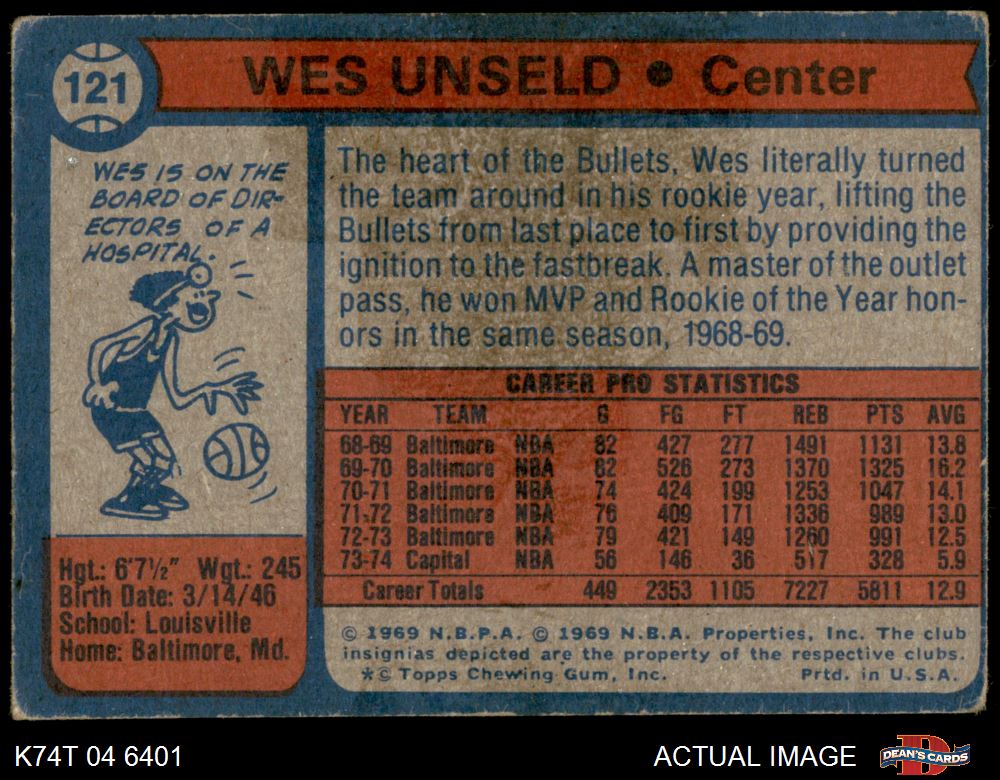 121
WES UNSELD • Center
WES IS ON THE
BOARD OF DIR-
ECTORS OF A
HOSPITAL.
The heart of the Bullets, Wes literally turned
the team around in his rookie year, lifting the
Bullets from last place to first by providing the
ignition to the fastbreak. A master of the outlet
pass, he won MVP and Rookie of the Year hon-
ors in the same season, 1968-69.
CAREER PRO STATISTICS
YEAR TEAM G FG FT REB PTS AVG
68-69 Baltimore NBA 82 427 277 1491 1131 13.8
69-70 Baltimore NBA 82 526 273 1370 1325 16.2
70-71 Baltimore NBA 74 424 199 1253 1047 14.1
71-72 Baltimore NBA 76 409 171 1336 989 13.0
72-73 Baltimore NBA 79 421 149 1260 991 12.5
73-74 Capital NBA 56 146 36 517 328 5.9
Career Totals 449 2353 1105 7227 5811 12.9
Hgt.: 6'7½" Wgt.: 245
Birth Date: 3/14/46
School: Louisville
Home: Baltimore, Md.
© 1969 N.B.P.A. © 1969 N.B.A. Properties, Inc. The club
insignias depicted are the property of the respective clubs.
*© Topps Chewing Gum, Inc. Prtd. in U.S.A.
K74T 04 6401
ACTUAL IMAGE
D
DEAN'S CARDS